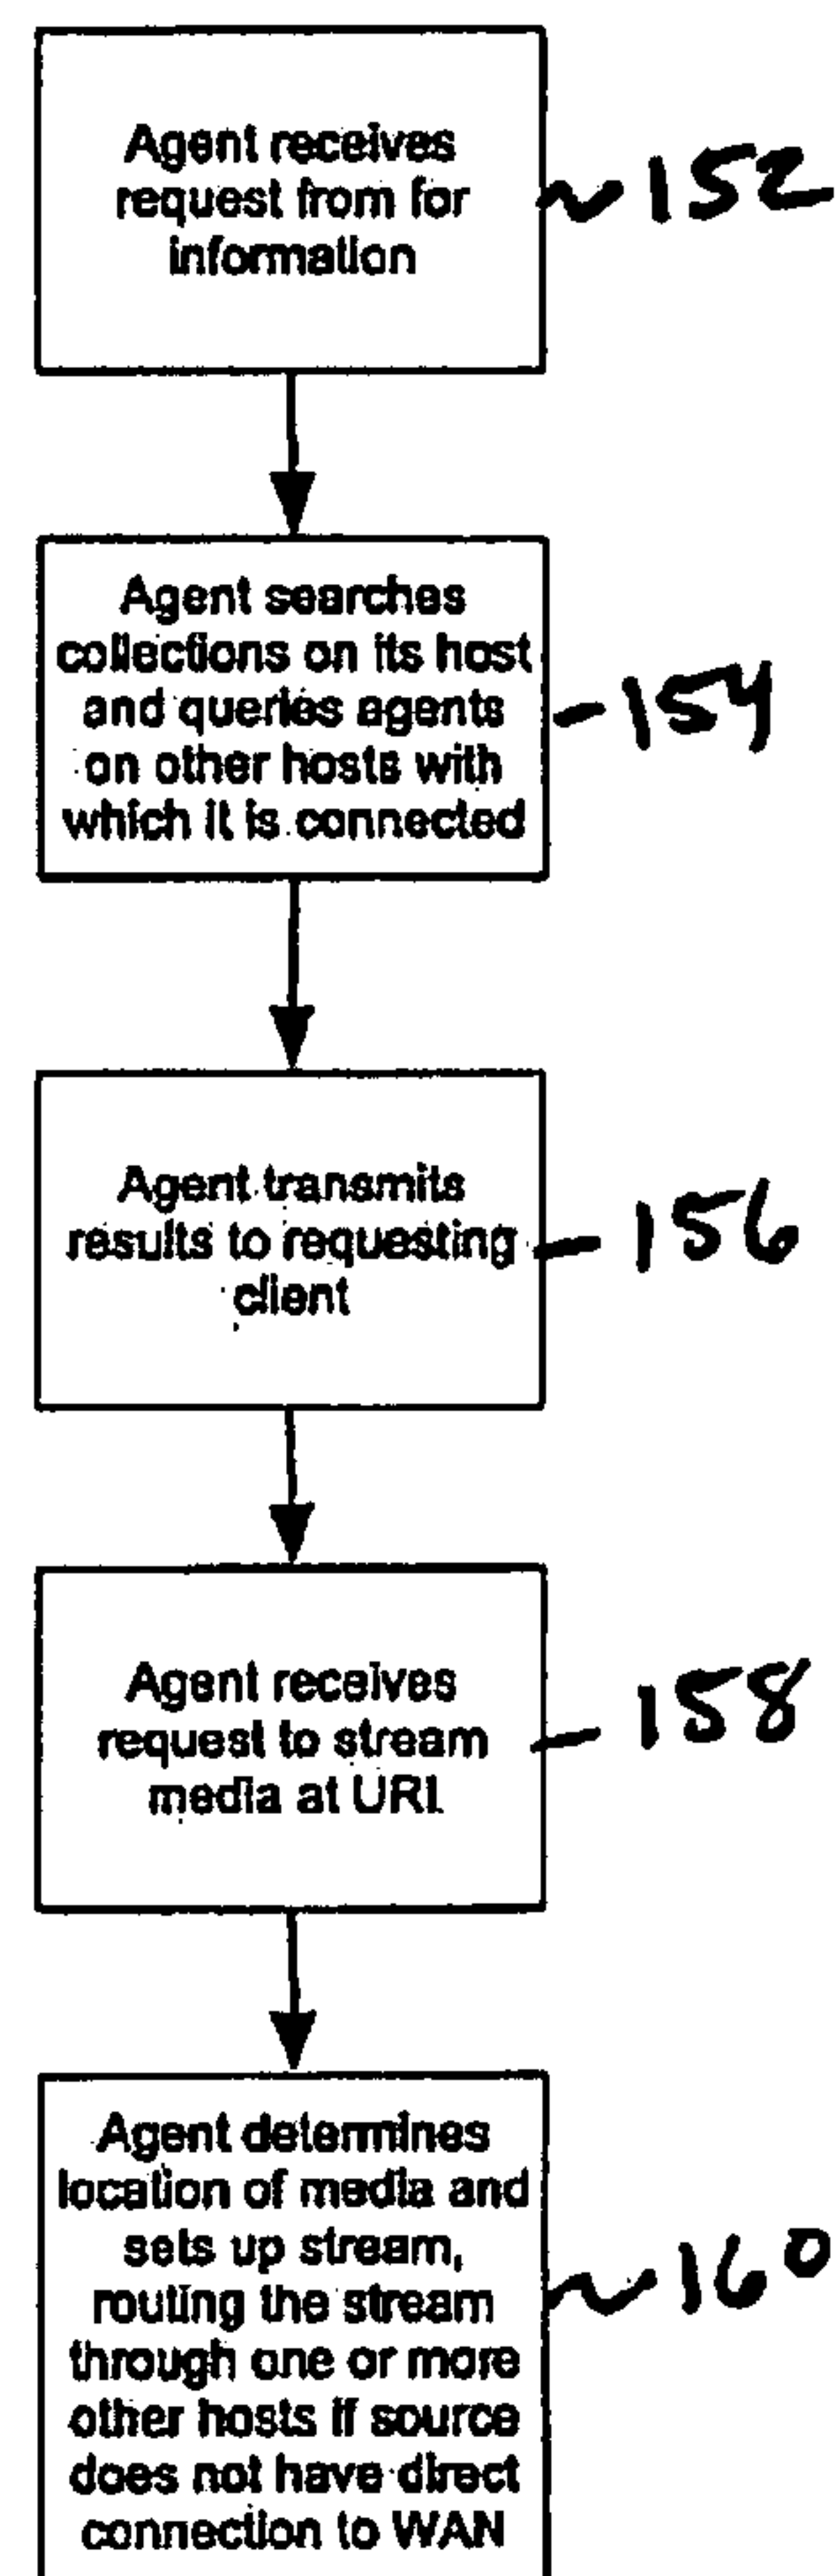 Agent receives
request from for
information
~152
Agent searches
collections on its host
and queries agents
on other hosts with
which it is connected
-154
Agent transmits
results to requesting
client
- 156
Agent receives
request to stream
media at URI
- 158
Agent determines
location of media and
sets up stream,
routing the stream
through one or more
other hosts if source
does not have direct
connection to WAN
~160